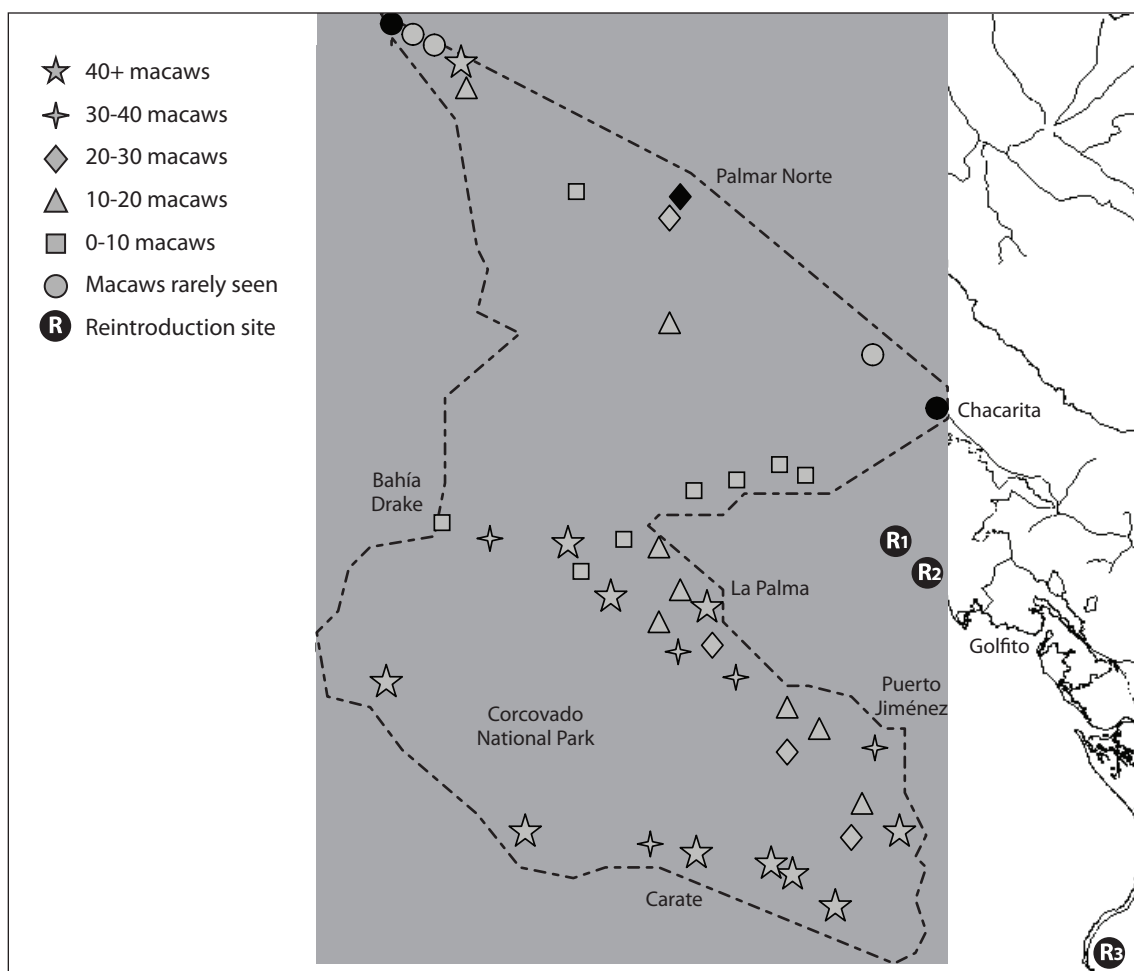 40+ macaws
30-40 macaws
20-30 macaws
10-20 macaws
0-10 macaws
Macaws rarely seen
R Reintroduction site
Palmar Norte
Chacarita
Bahía
Drake
R1
R2
La Palma
Golfito
Puerto
Jiménez
Corcovado
National Park
Carate
R3